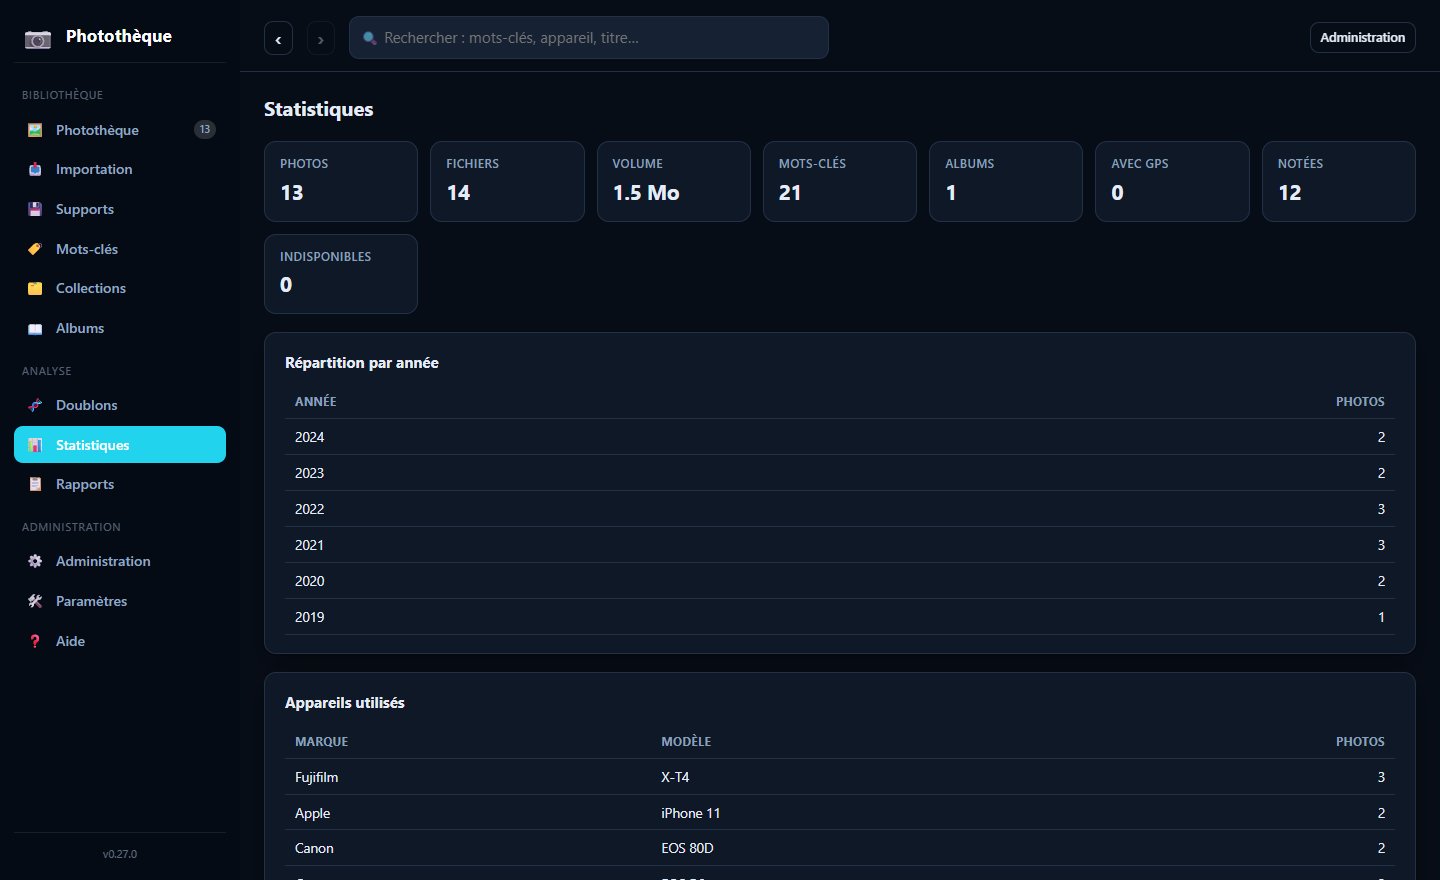 Photothèque
‹
›
Rechercher : mots-clés, appareil, titre...
Administration
BIBLIOTHÈQUE
Photothèque
13
Importation
Supports
Mots-clés
Collections
Albums
ANALYSE
Doublons
Statistiques
Rapports
ADMINISTRATION
Administration
Paramètres
Aide
v0.27.0
Statistiques
PHOTOS
13
FICHIERS
14
VOLUME
1.5 Mo
MOTS-CLÉS
21
ALBUMS
1
AVEC GPS
0
NOTÉES
12
INDISPONIBLES
0
Répartition par année
ANNÉE PHOTOS
2024 2
2023 2
2022 3
2021 3
2020 2
2019 1
Appareils utilisés
MARQUE MODÈLE PHOTOS
Fujifilm X-T4 3
Apple iPhone 11 2
Canon EOS 80D 2